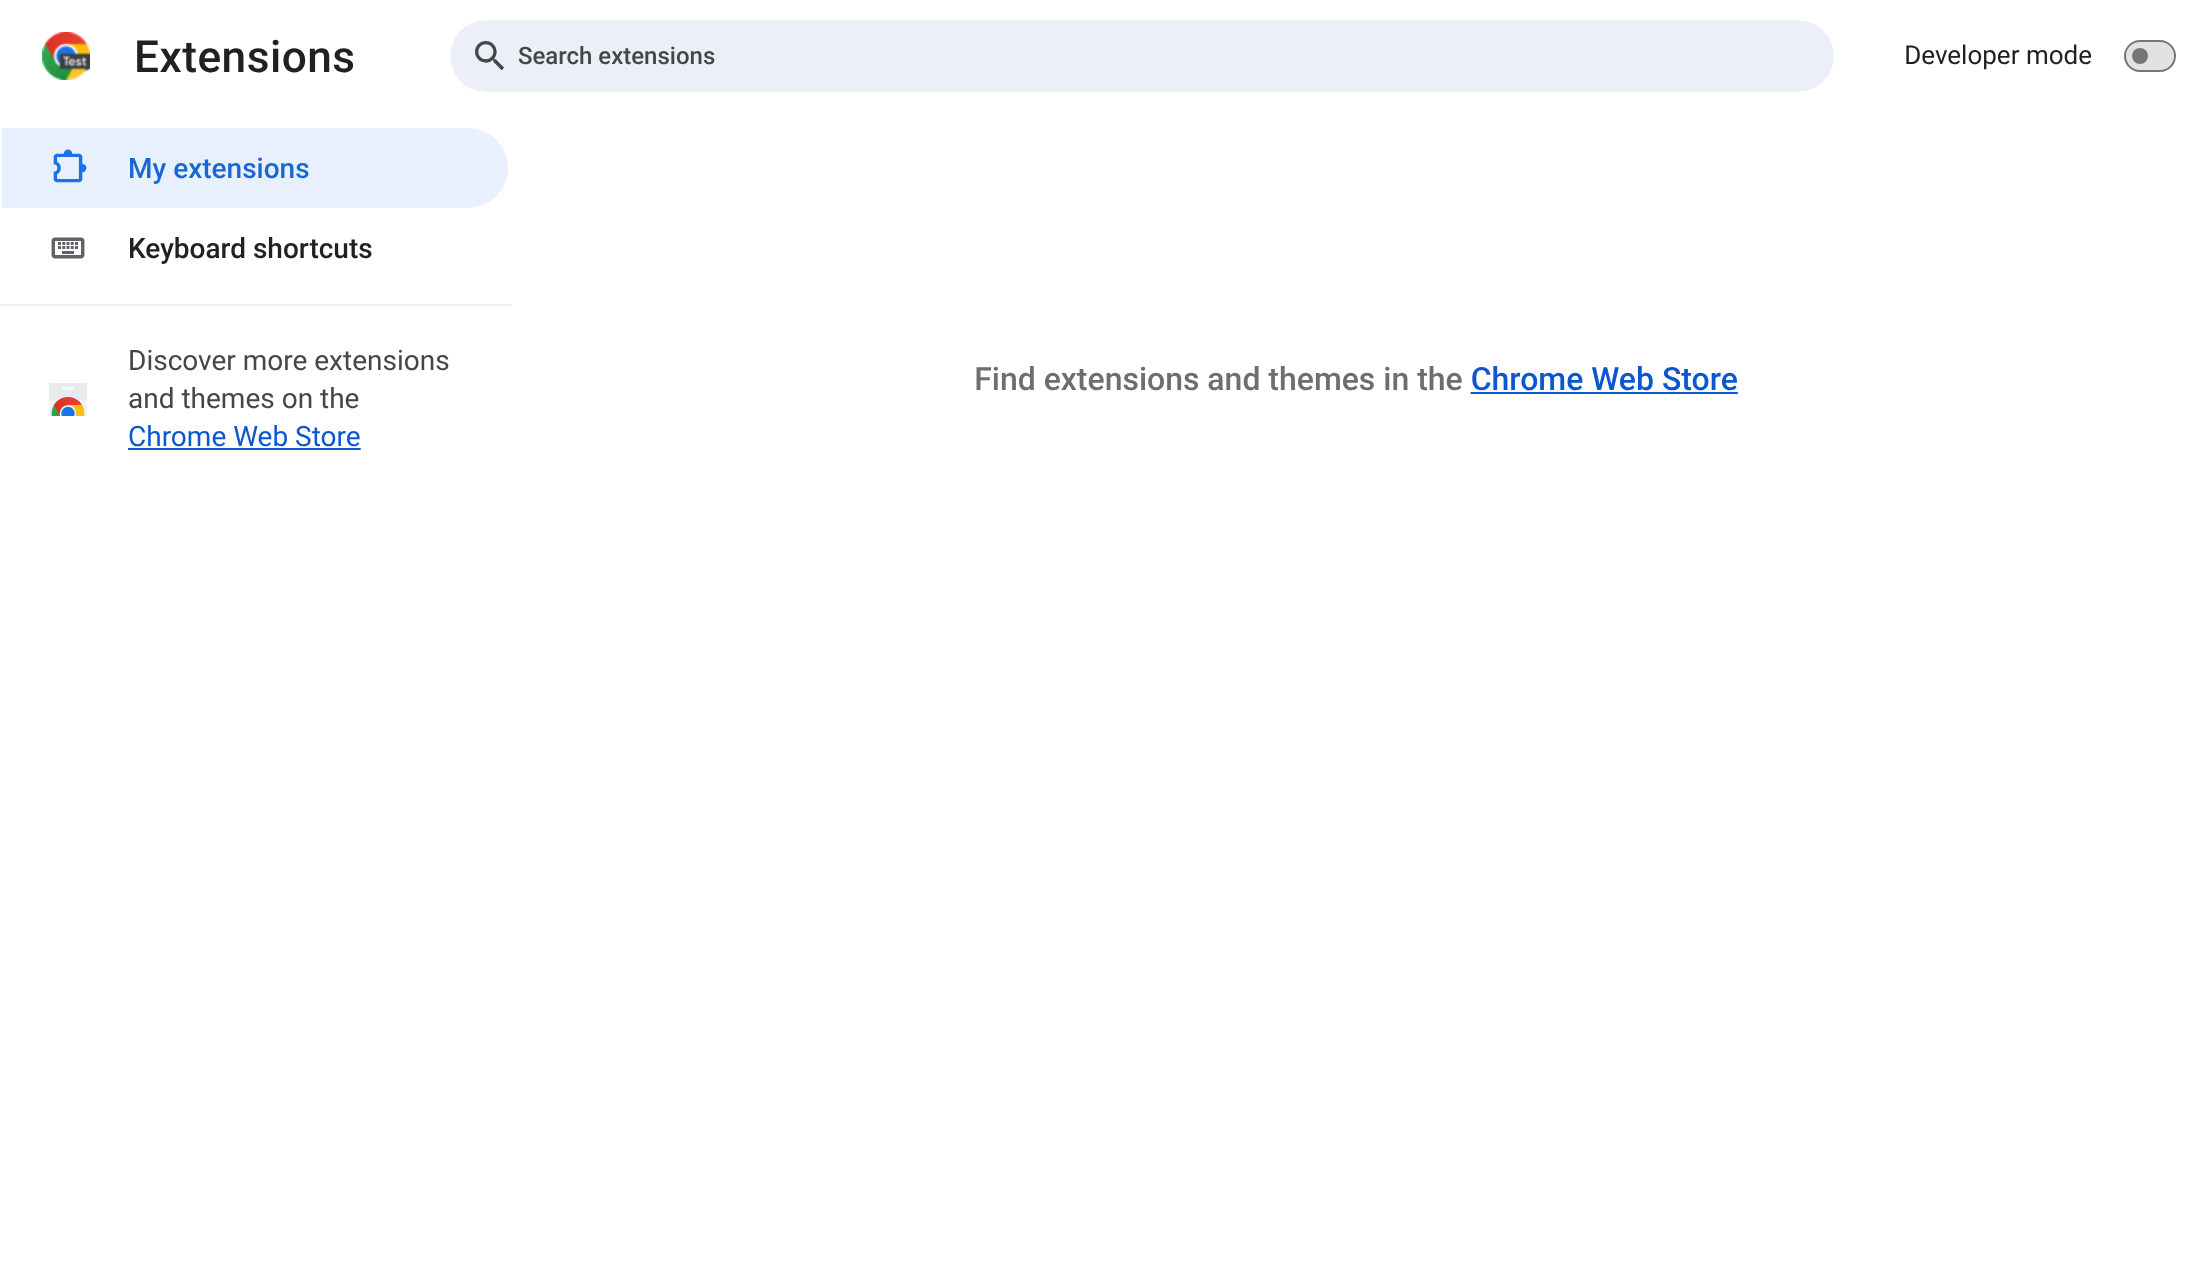 Test
Extensions
Search extensions
Developer mode
My extensions
Keyboard shortcuts
Discover more extensions
and themes on the
Chrome Web Store
Find extensions and themes in the Chrome Web Store